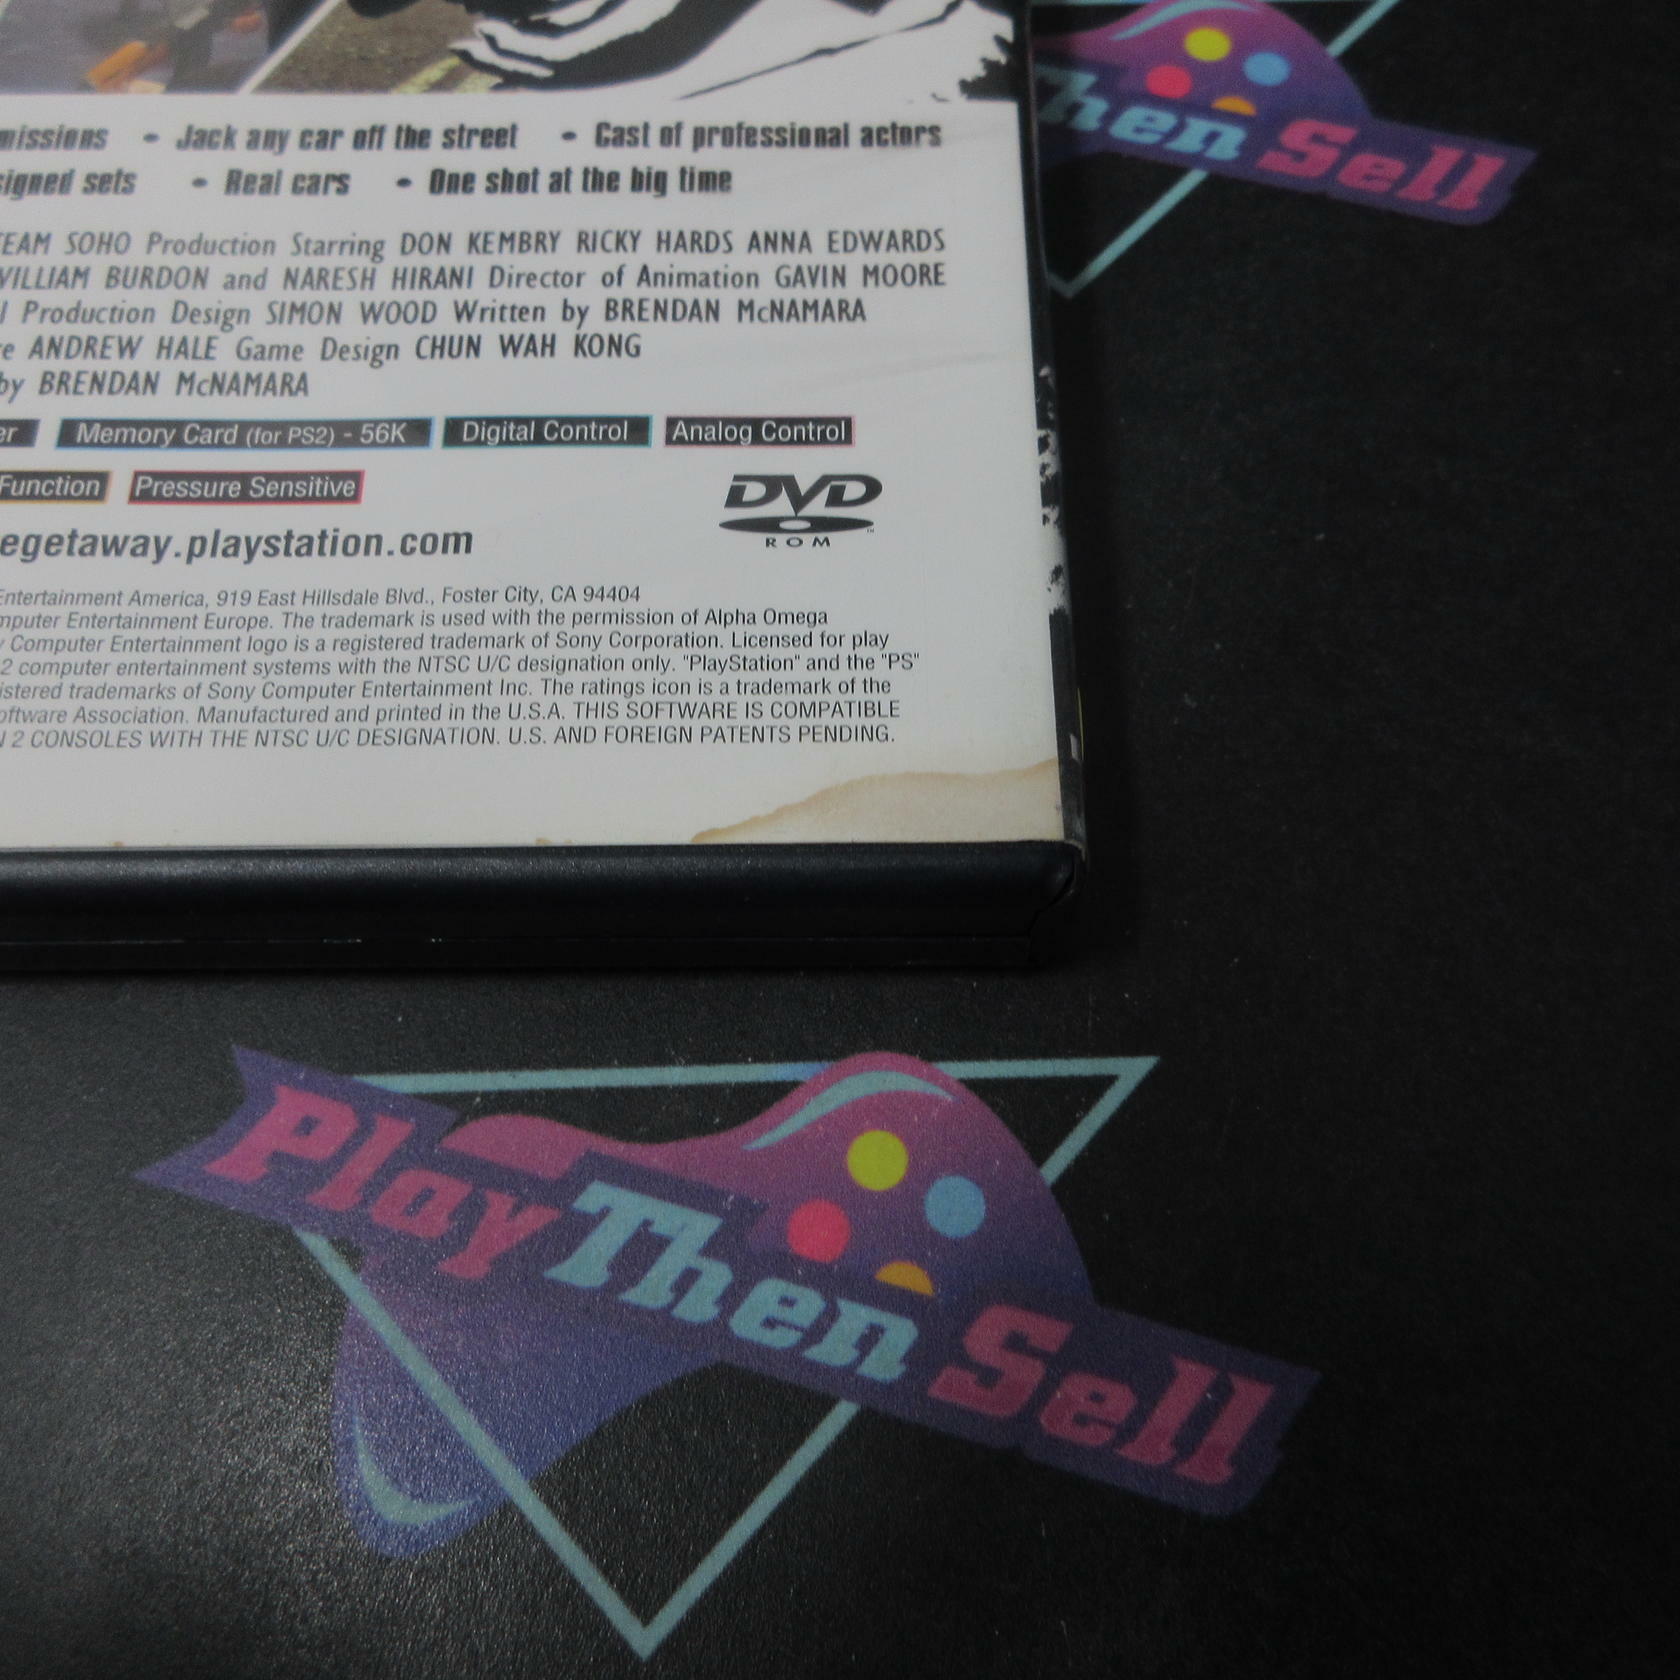 missions - Jack any car off the street - Cast of professional actors
signed sets - Real cars - One shot at the big time
TEAM SOHO Production Starring DON KEMBRY RICKY HARDS ANNA EDWARDS
WILLIAM BURDON and NARESH HIRANI Director of Animation GAVIN MOORE
Production Design SIMON WOOD Written by BRENDAN McNAMARA
ANDREW HALE Game Design CHUN WAH KONG
by BRENDAN McNAMARA
er Memory Card (for PS2) - 56K Digital Control Analog Control
Function Pressure Sensitive
DVD
ROM
egetaway.playstation.com
Entertainment America, 919 East Hillsdale Blvd., Foster City, CA 94404
mputer Entertainment Europe. The trademark is used with the permission of Alpha Omega
y Computer Entertainment logo is a registered trademark of Sony Corporation. Licensed for play
2 computer entertainment systems with the NTSC U/C designation only. "PlayStation" and the "PS"
istered trademarks of Sony Computer Entertainment Inc. The ratings icon is a trademark of the
oftware Association. Manufactured and printed in the U.S.A. THIS SOFTWARE IS COMPATIBLE
N 2 CONSOLES WITH THE NTSC U/C DESIGNATION. U.S. AND FOREIGN PATENTS PENDING.
Then Sell
Play Then Sell